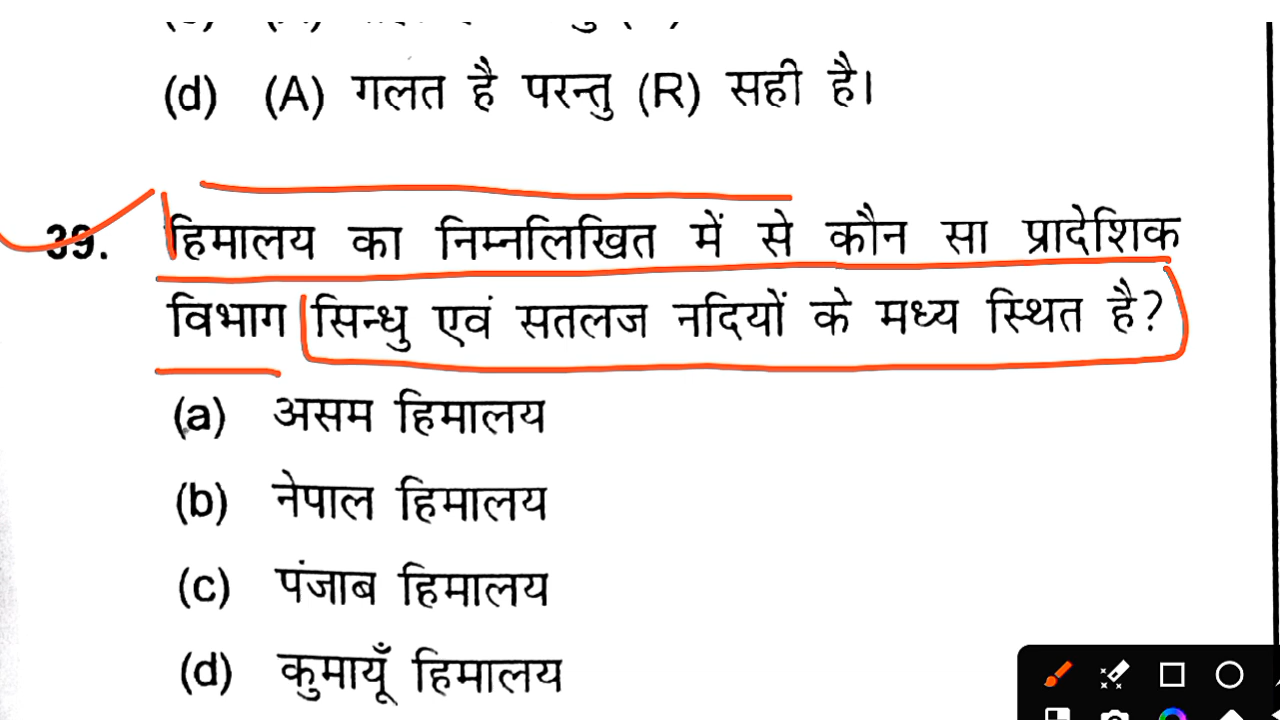 (d) (A) गलत है परन्तु (R) सही है।
39. हिमालय का निम्नलिखित में से कौन सा प्रादेशिक
विभाग सिन्धु एवं सतलज नदियों के मध्य स्थित है?
(a) असम हिमालय
(b) नेपाल हिमालय
(c) पंजाब हिमालय
(d) कुमायूँ हिमालय